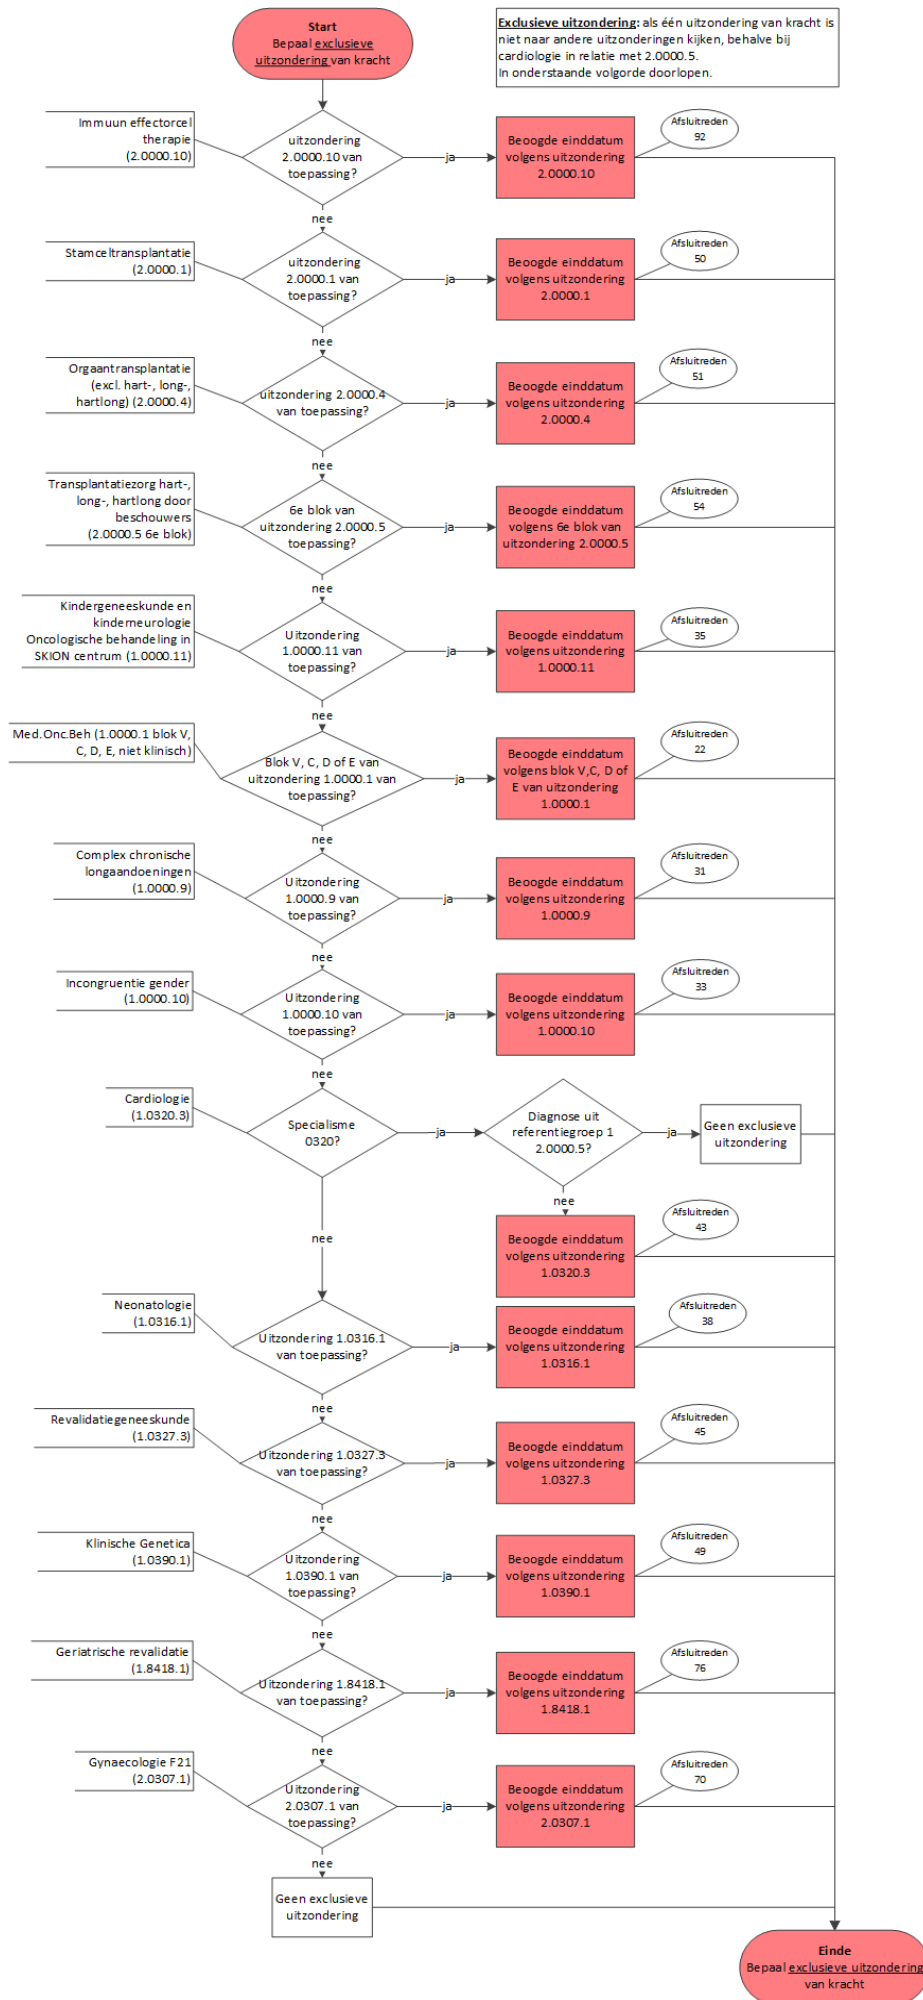 Start
Bepaal exclusieve
uitzondering van kracht
Exclusieve uitzondering: als één uitzondering van kracht is
niet naar andere uitzonderingen kijken, behalve bij
cardiologie in relatie met 2.0000.5.
In onderstaande volgorde doorlopen.
Immuun effectorcel
therapie
(2.0000.10)
uitzondering
2.0000.10 van
toepassing?
ja
Beoogde einddatum
volgens uitzondering
2.0000.10
Afsluitreden
92
nee
Stamceltransplantatie
(2.0000.1)
uitzondering
2.0000.1 van
toepassing?
ja
Beoogde einddatum
volgens uitzondering
2.0000.1
Afsluitreden
50
nee
Orgaantransplantatie
(excl. hart-, long-,
hartlong) (2.0000.4)
uitzondering 2.0000.4
van toepassing?
ja
Beoogde einddatum
volgens uitzondering
2.0000.4
Afsluitreden
51
nee
Transplantatiezorg hart-,
long-, hartlong door
beschouwers
(2.0000.5 6e blok)
6e blok van
uitzondering 2.0000.5
toepassing?
ja
Beoogde einddatum
volgens 6e blok van
uitzondering 2.0000.5
Afsluitreden
54
nee
Kindergeneeskunde en
kinderneurologie
Oncologische behandeling in
SKION centrum (1.0000.11)
Uitzondering
1.0000.11 van
toepassing?
ja
Beoogde einddatum
volgens uitzondering
1.0000.11
Afsluitreden
35
nee
Med.Onc.Beh (1.0000.1 blok V,
C, D, E, niet klinisch)
Blok V, C, D of E van
uitzondering 1.0000.1 van
toepassing?
ja
Beoogde einddatum
volgens blok V,C, D of
E van uitzondering
1.0000.1
Afsluitreden
22
nee
Complex chronische
longaandoeningen
(1.0000.9)
Uitzondering
1.0000.9 van
toepassing?
ja
Beoogde einddatum
volgens uitzondering
1.0000.9
Afsluitreden
31
nee
Incongruentie gender
(1.0000.10)
Uitzondering
1.0000.10 van
toepassing?
ja
Beoogde einddatum
volgens uitzondering
1.0000.10
Afsluitreden
33
nee
Cardiologie
(1.0320.3)
Specialisme
0320?
ja
Diagnose uit
referentiegroep 1
2.0000.5?
ja
Geen exclusieve
uitzondering
nee
nee
Beoogde einddatum
volgens uitzondering
1.0320.3
Afsluitreden
43
Neonatologie
(1.0316.1)
Uitzondering 1.0316.1
van toepassing?
ja
Beoogde einddatum
volgens uitzondering
1.0316.1
Afsluitreden
38
nee
Revalidatiegeneeskunde
(1.0327.3)
Uitzondering 1.0327.3
van toepassing?
ja
Beoogde einddatum
volgens uitzondering
1.0327.3
Afsluitreden
45
nee
Klinische Genetica
(1.0390.1)
Uitzondering
1.0390.1 van
toepassing?
ja
Beoogde einddatum
volgens uitzondering
1.0390.1
Afsluitreden
49
nee
Geriatrische revalidatie
(1.8418.1)
Uitzondering 1.8418.1
van toepassing?
ja
Beoogde einddatum
volgens uitzondering
1.8418.1
Afsluitreden
76
nee
Gynaecologie F21
(2.0307.1)
Uitzondering
2.0307.1 van
toepassing?
ja
Beoogde einddatum
volgens uitzondering
2.0307.1
Afsluitreden
70
nee
Geen exclusieve
uitzondering
Einde
Bepaal exclusieve uitzondering
van kracht